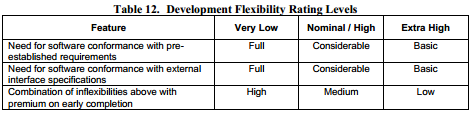 Table 12. Development Flexibility Rating Levels
Feature Very Low Nominal / High Extra High
Need for software conformance with pre-
established requirements Full Considerable Basic
Need for software conformance with external
interface specifications Full Considerable Basic
Combination of inflexibilities above with
premium on early completion High Medium Low